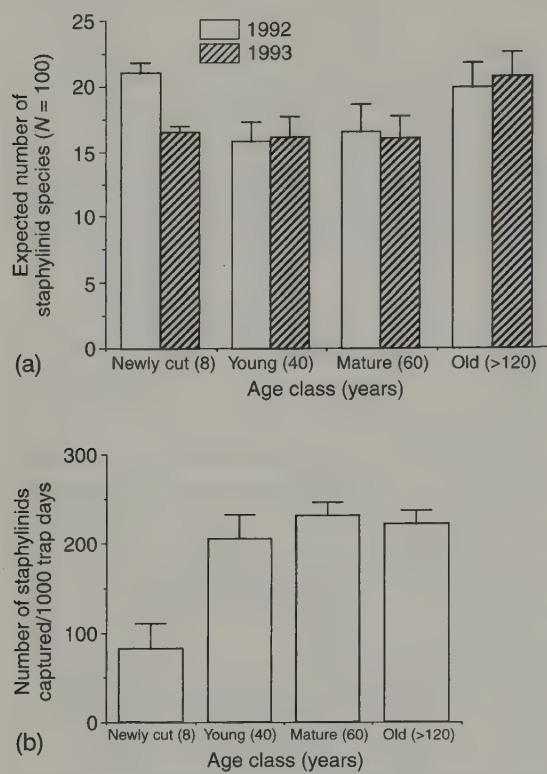 Expected number of
staphylinid species (N = 100)
25
20
15
10
5
0
1992
1993
Newly cut (8) Young (40) Mature (60) Old (>120)
Age class (years)
(a)
Number of staphylinids
captured/1000 trap days
300
200
100
0
Newly cut (8) Young (40) Mature (60) Old (>120)
Age class (years)
(b)